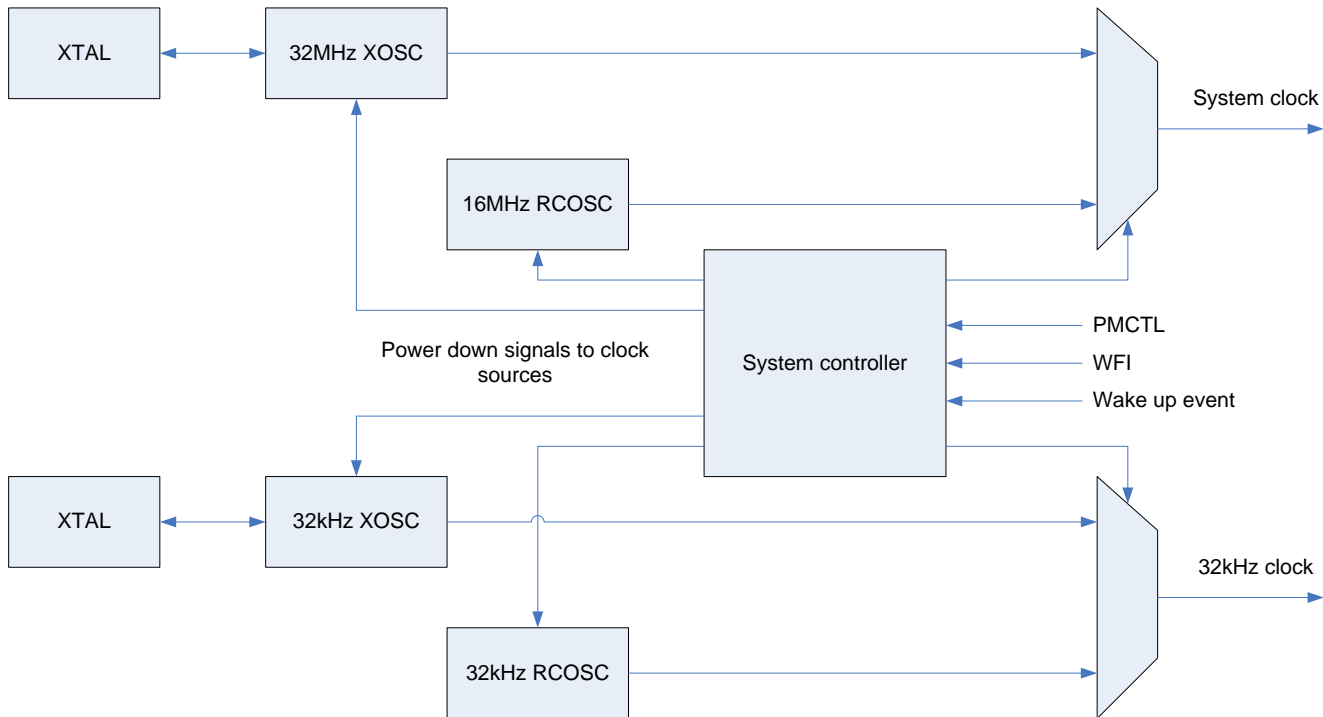 XTAL
32MHz XOSC
System clock
16MHz RCOSC
PMCTL
Power down signals to clock
sources
System controller
WFI
Wake up event
XTAL
32kHz XOSC
32kHz clock
32kHz RCOSC